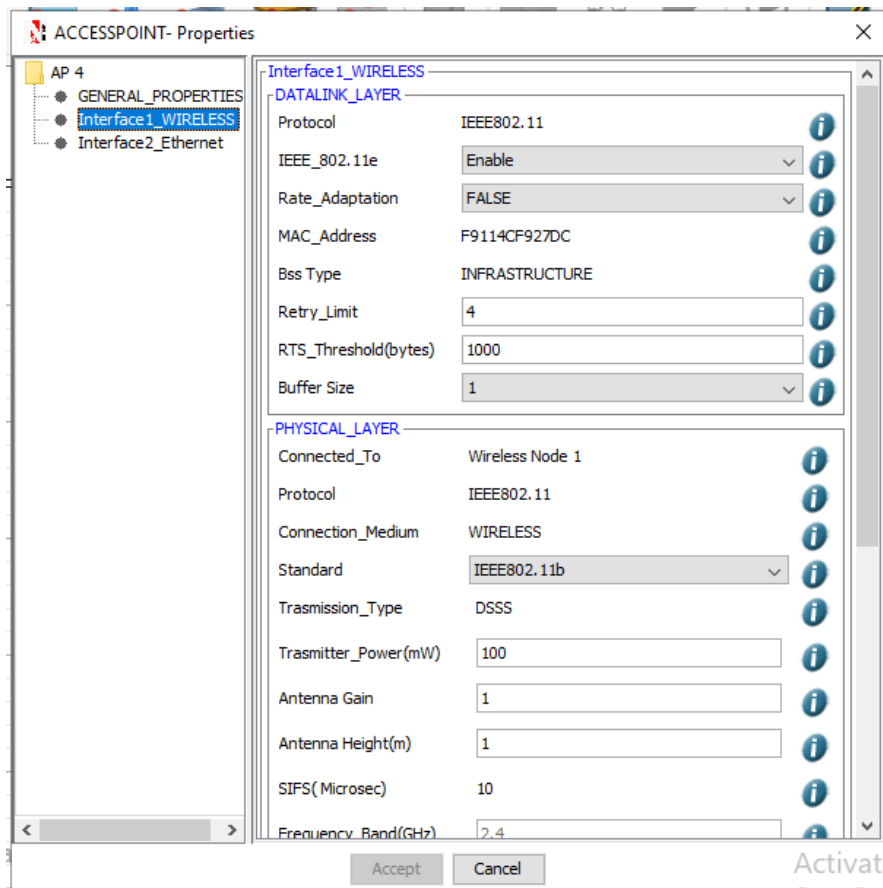 ACCESSPOINT- Properties
AP 4
GENERAL_PROPERTIES
Interface1_WIRELESS
Interface2_Ethernet
Interface1_WIRELESS
DATALINK_LAYER
Protocol IEEE802.11
IEEE_802.11e Enable
Rate_Adaptation FALSE
MAC_Address F9114CF927DC
Bss Type INFRASTRUCTURE
Retry_Limit 4
RTS_Threshold(bytes) 1000
Buffer Size 1
PHYSICAL_LAYER
Connected_To Wireless Node 1
Protocol IEEE802.11
Connection_Medium WIRELESS
Standard IEEE802.11b
Trasmission_Type DSSS
Trasmitter_Power(mW) 100
Antenna Gain 1
Antenna Height(m) 1
SIFS( Microsec) 10
Frequency_Band(GHz) 2.4
Accept Cancel
Activat